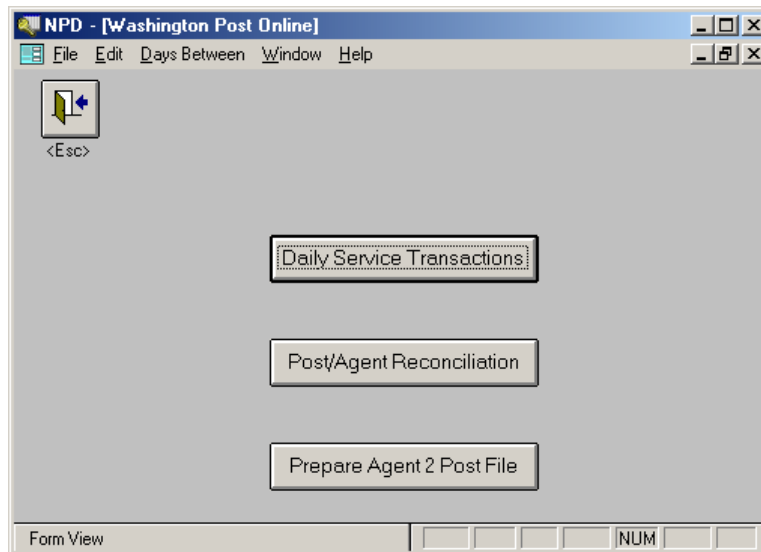 NPD - [Washington Post Online]
File Edit Days Between Window Help
<Esc>
Daily Service Transactions
Post/Agent Reconciliation
Prepare Agent 2 Post File
Form View NUM